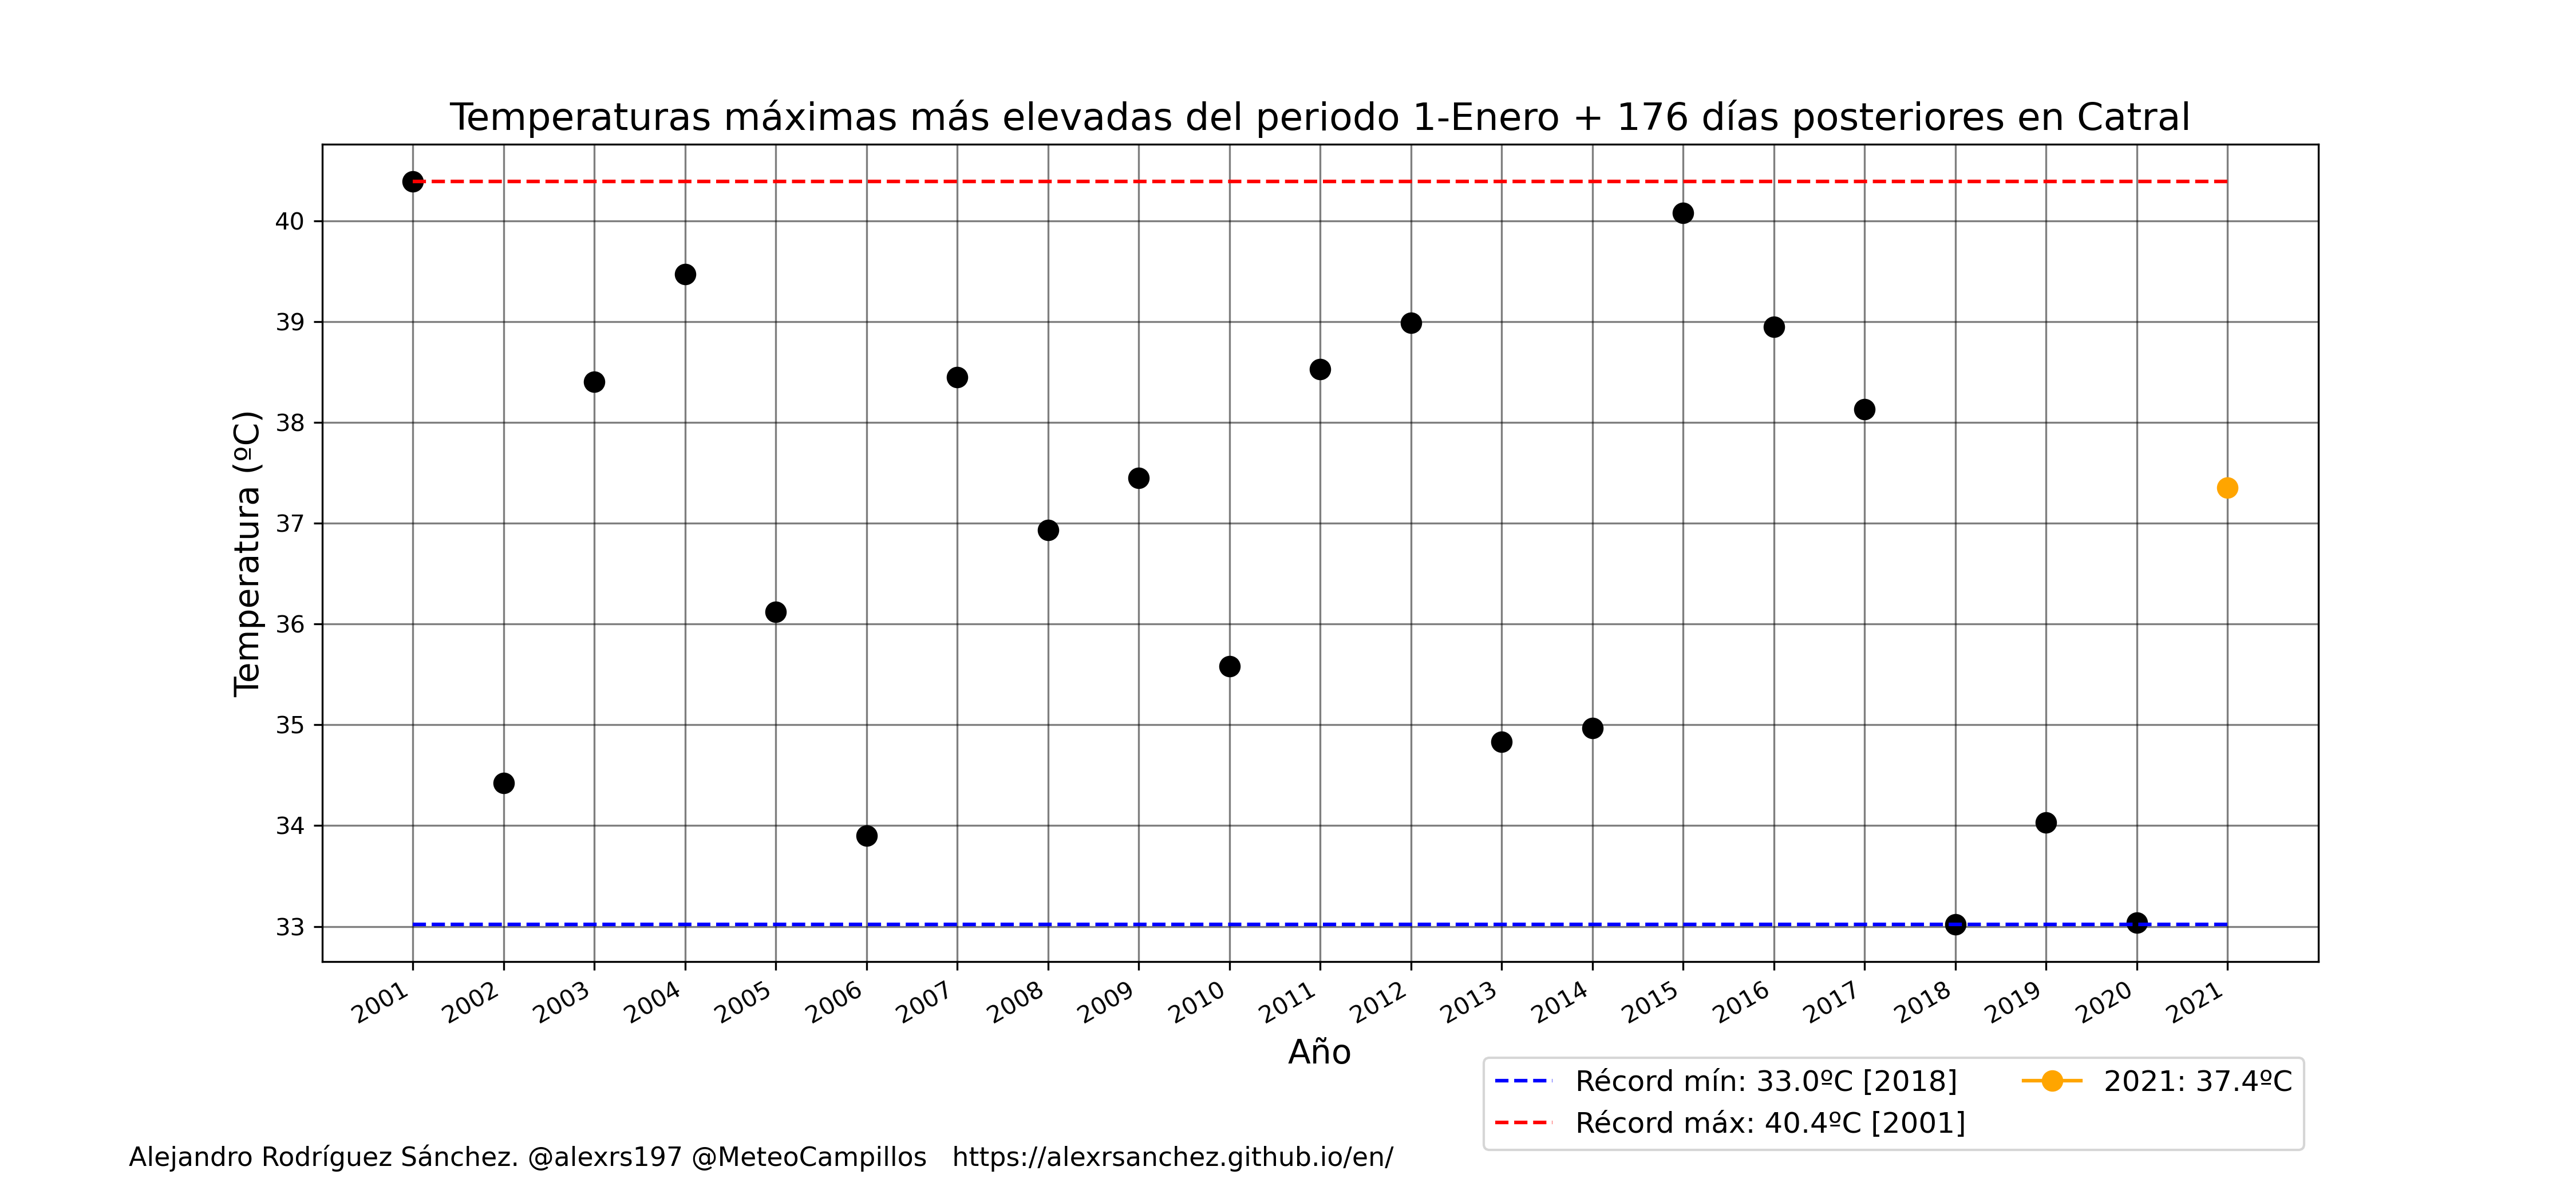 Temperaturas máximas más elevadas del periodo 1-Enero + 176 días posteriores en Catral
Temperatura (ºC)
40
39
38
37
36
35
34
33
2001 2002 2003 2004 2005 2006 2007 2008 2009 2010 2011 2012 2013 2014 2015 2016 2017 2018 2019 2020 2021
Año
Récord mín: 33.0ºC [2018]
Récord máx: 40.4ºC [2001]
2021: 37.4ºC
Alejandro Rodríguez Sánchez. @alexrs197 @MeteoCampillos https://alexrsanchez.github.io/en/